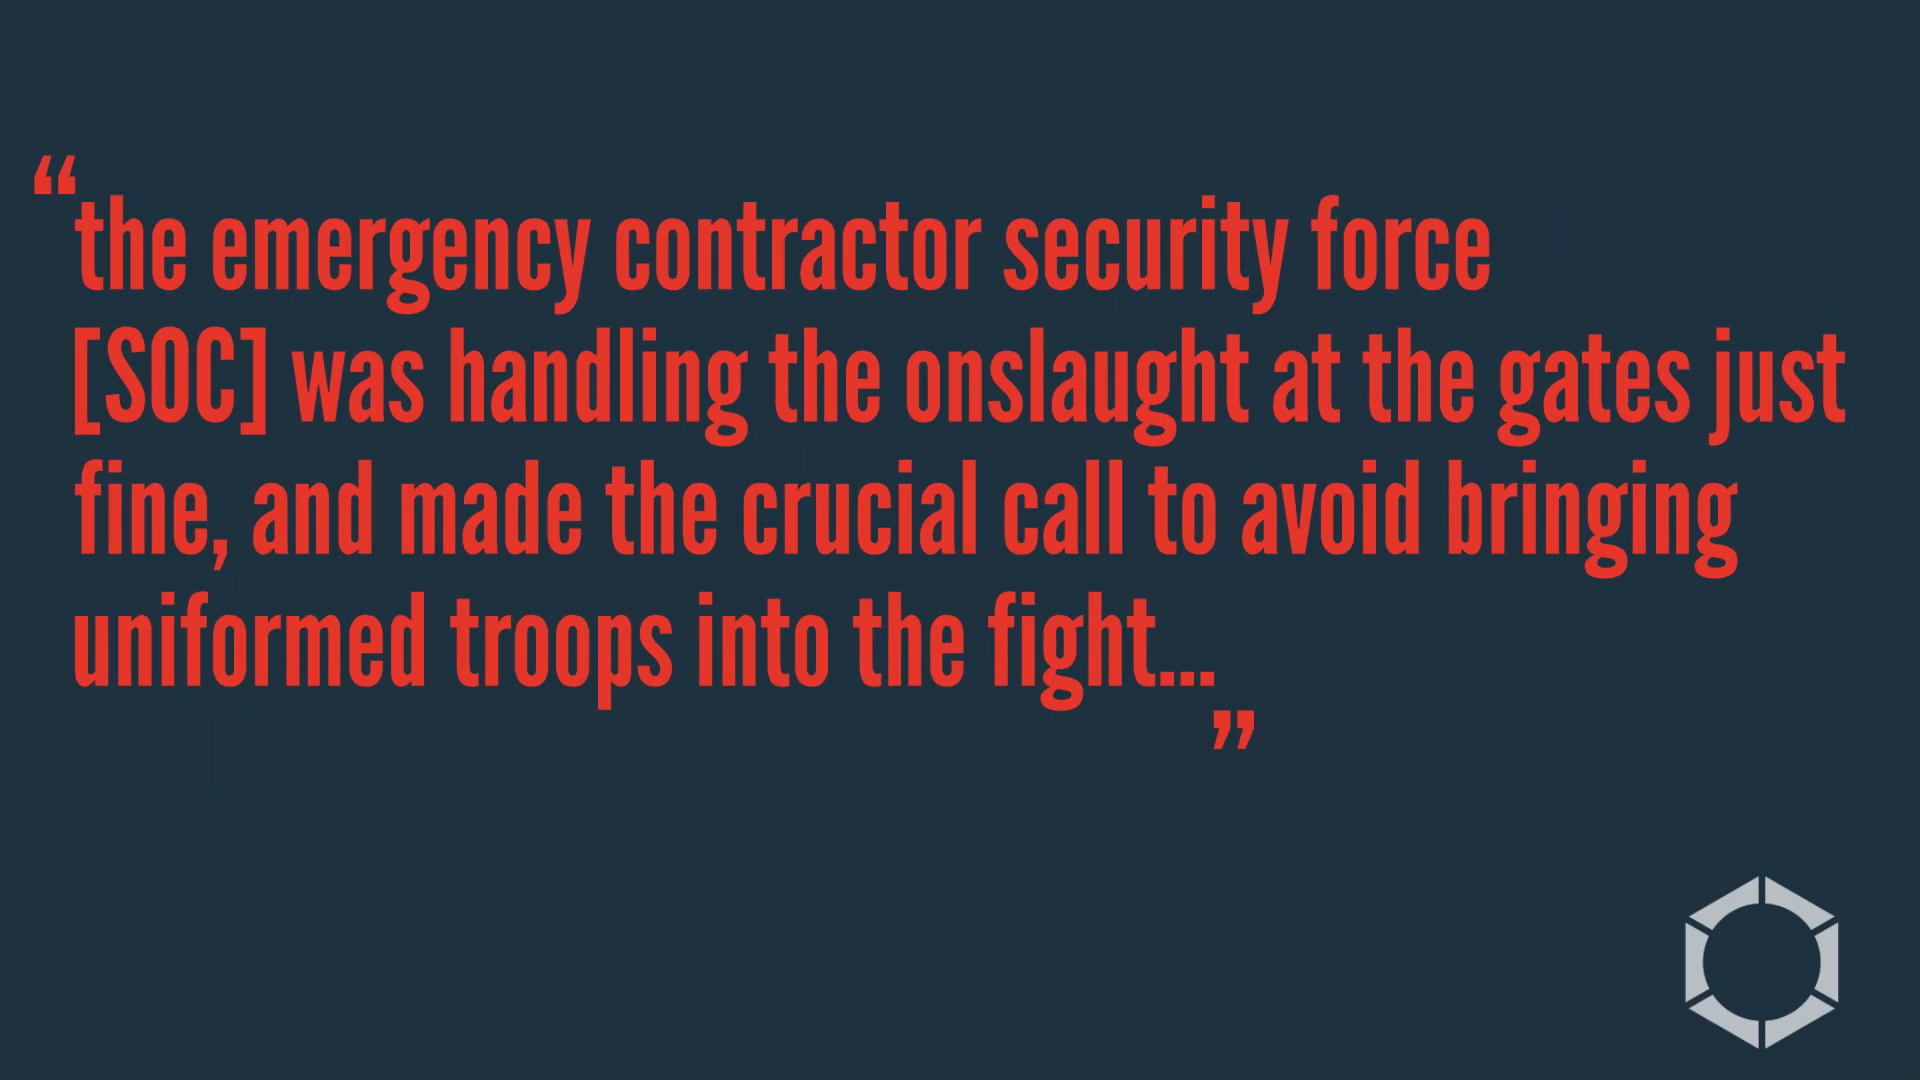 “the emergency contractor security force
[SOC] was handling the onslaught at the gates just
fine, and made the crucial call to avoid bringing
uniformed troops into the fight...”